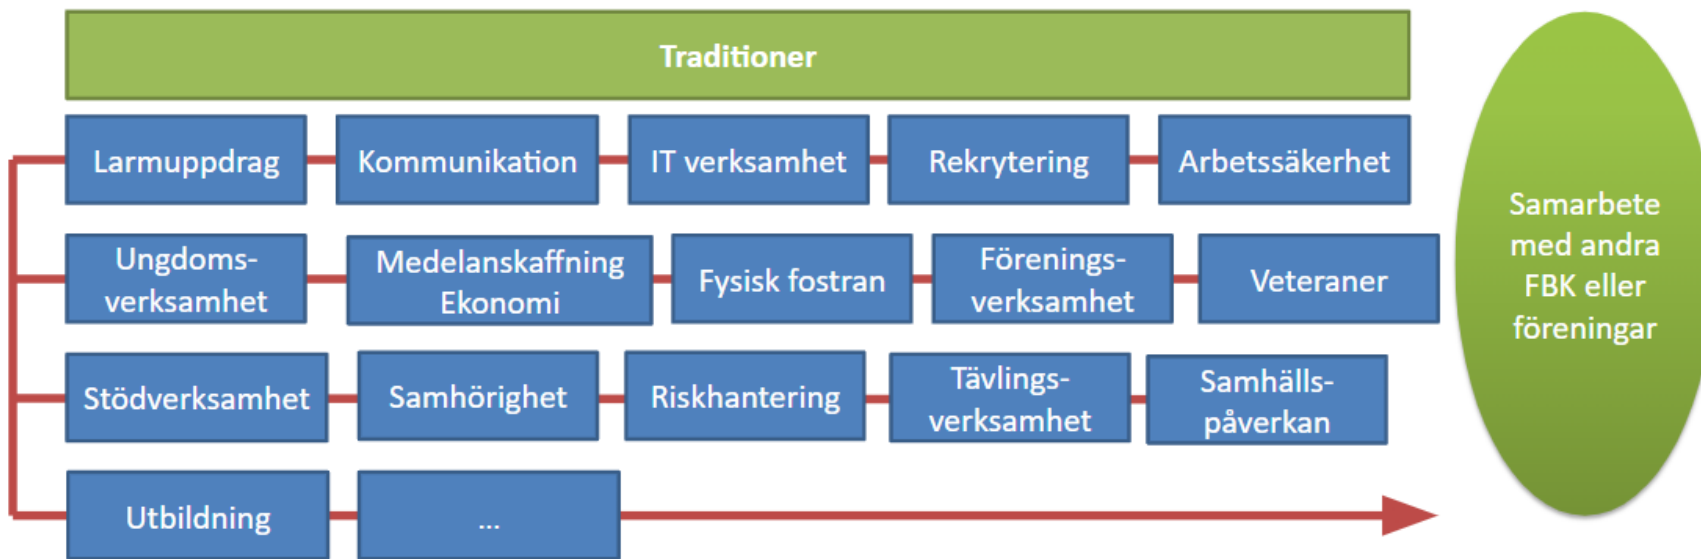 Traditioner
Larmuppdrag
Kommunikation
IT verksamhet
Rekrytering
Arbetssäkerhet
Ungdoms-
verksamhet
Medelanskaffning
Ekonomi
Fysisk fostran
Förenings-
verksamhet
Veteraner
Stödverksamhet
Samhörighet
Riskhantering
Tävlings-
verksamhet
Samhälls-
påverkan
Utbildning
...
Samarbete
med andra
FBK eller
föreningar